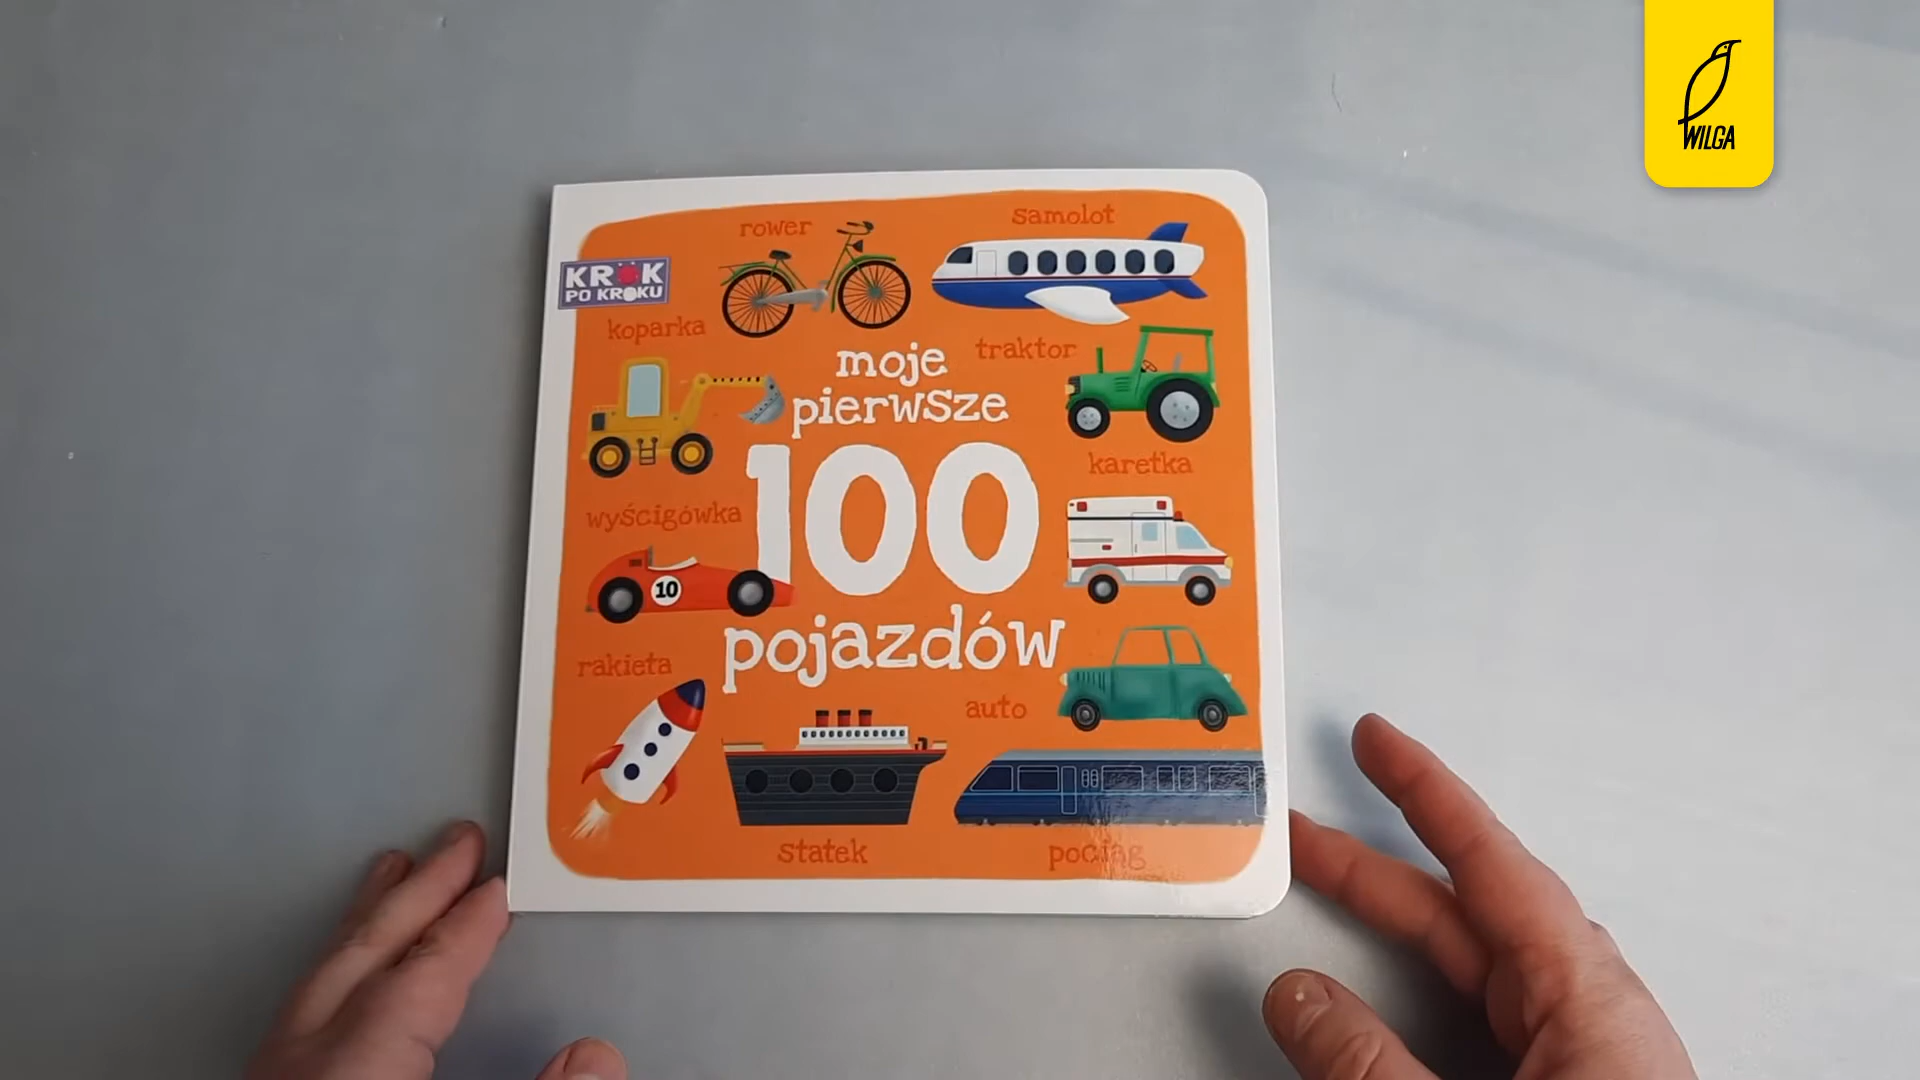 WILGA
rower
samolot
KROK
PO KROKU
koparka
moje
traktor
pierwsze
karetka
100
wyścigówka
10
pojazdów
rakieta
auto
statek
pociąg